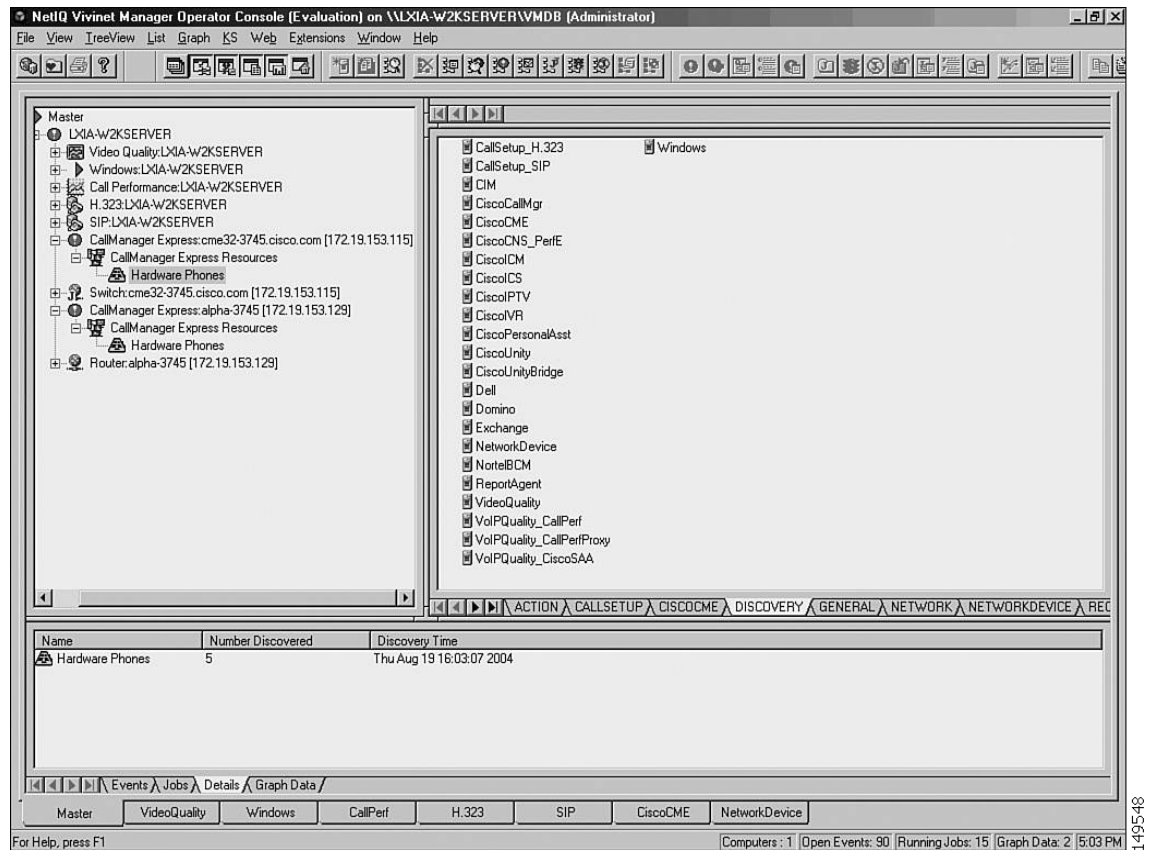 NetIQ Vivinet Manager Operator Console (Evaluation) on \\LXIA-W2KSERVER\VMDB (Administrator)
File View TreeView List Graph KS Web Extensions Window Help
Master
LXIA-W2KSERVER
Video Quality:LXIA-W2KSERVER
Windows:LXIA-W2KSERVER
Call Performance:LXIA-W2KSERVER
H.323:LXIA-W2KSERVER
SIP:LXIA-W2KSERVER
CallManager Express:cme32-3745.cisco.com [172.19.153.115]
CallManager Express Resources
Hardware Phones
Switch:cme32-3745.cisco.com [172.19.153.115]
CallManager Express:alpha-3745 [172.19.153.129]
CallManager Express Resources
Hardware Phones
Router:alpha-3745 [172.19.153.129]
CallSetup_H.323
CallSetup_SIP
CIM
CiscoCallMgr
CiscoCME
CiscoCNS_PerfE
CiscoICM
CiscoICS
CiscoIPTV
CiscoIVR
CiscoPersonalAsst
CiscoUnity
CiscoUnityBridge
Dell
Domino
Exchange
NetworkDevice
NortelBCM
ReportAgent
VideoQuality
VoIPQuality_CallPerf
VoIPQuality_CallPerfProxy
VoIPQuality_CiscoSAA
Windows
ACTION CALLSETUP CISCOCME DISCOVERY GENERAL NETWORK NETWORKDEVICE REC
Name Number Discovered Discovery Time
Hardware Phones 5 Thu Aug 19 16:03:07 2004
Events Jobs Details Graph Data
Master VideoQuality Windows CallPerf H.323 SIP CiscoCME NetworkDevice
For Help, press F1 Computers : 1 Open Events: 90 Running Jobs: 15 Graph Data: 2 5:03 PM
149548